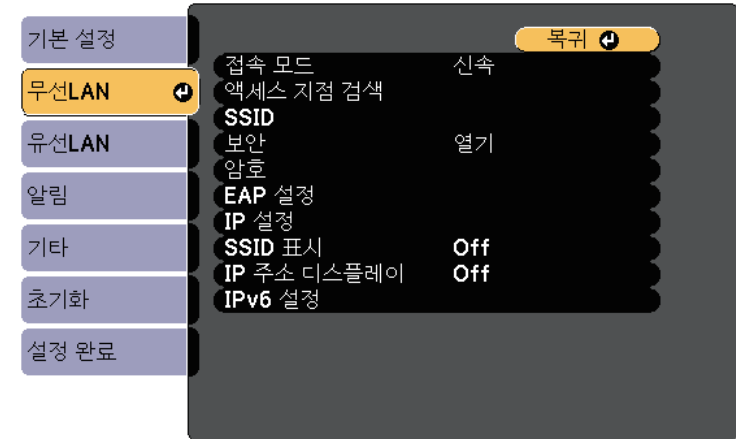 기본 설정
무선LAN
유선LAN
알림
기타
초기화
설정 완료
복귀
접속 모드 신속
액세스 지점 검색
SSID
보안 열기
암호
EAP 설정
IP 설정
SSID 표시 Off
IP 주소 디스플레이 Off
IPv6 설정